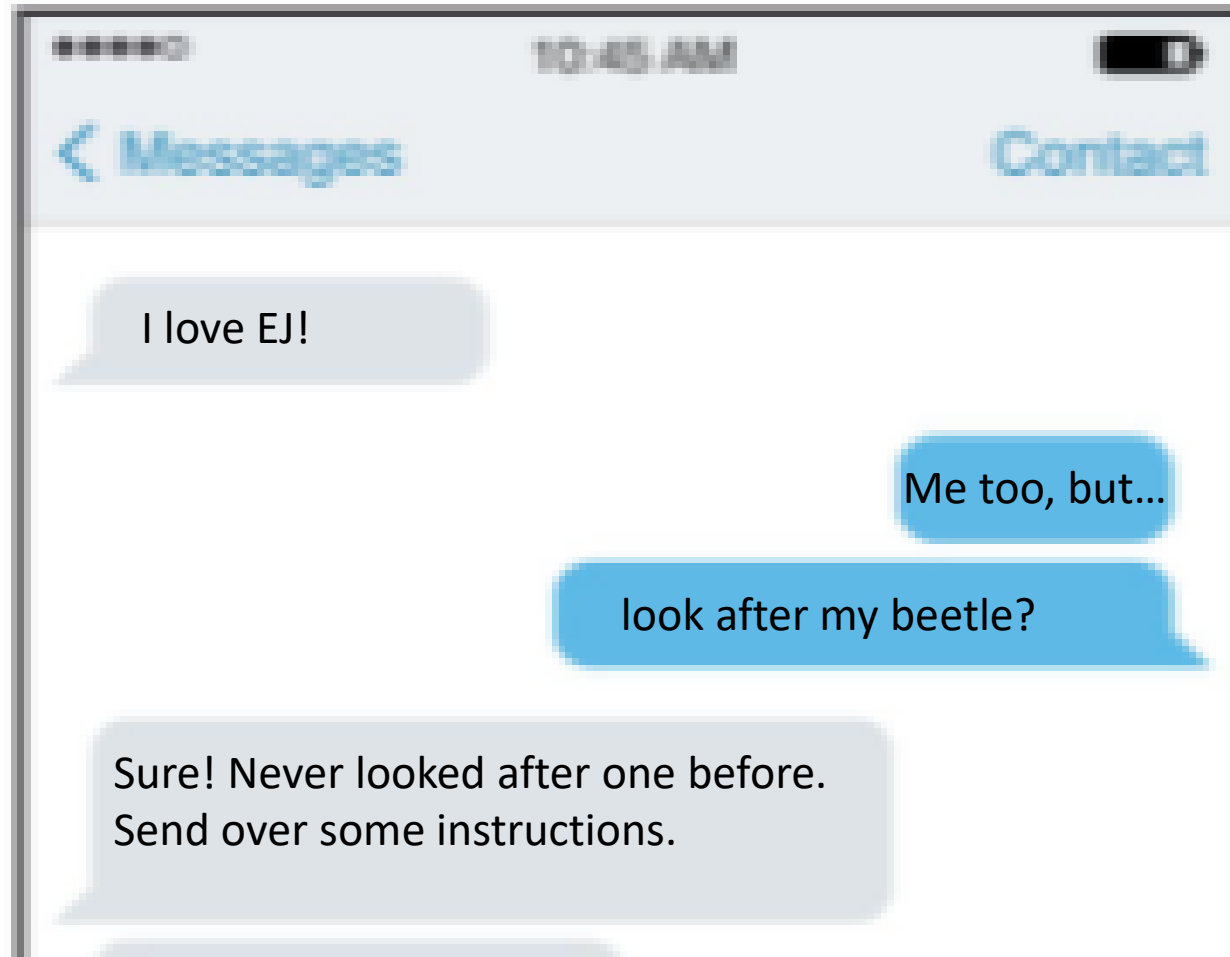 10:45 AM
< Messages
Contact
I love EJ!
Me too, but…
look after my beetle?
Sure! Never looked after one before.
Send over some instructions.